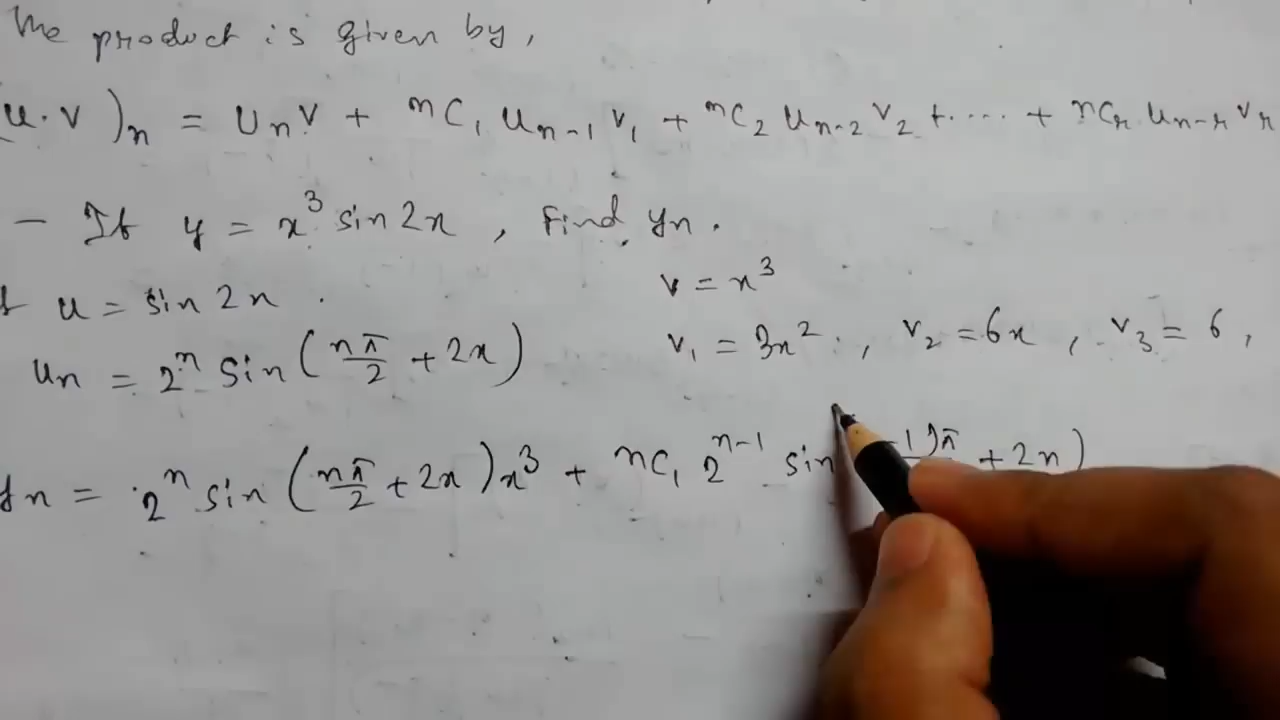 the product is given by,
(u·v)ₙ = uₙv + ⁿC₁ uₙ₋₁ v₁ + ⁿC₂ uₙ₋₂ v₂ + ..... + ⁿCᵣ uₙ₋ᵣ vᵣ
- If y = x³ sin 2x , Find yₙ.
u = sin 2x .
v = x³
uₙ = 2ⁿ sin (nπ/2 + 2x)
v₁ = 3x² , v₂ = 6x , v₃ = 6 ,
yₙ = 2ⁿ sin (nπ/2 + 2x) x³ + ⁿC₁ 2ⁿ⁻¹ sin -1)π + 2x)